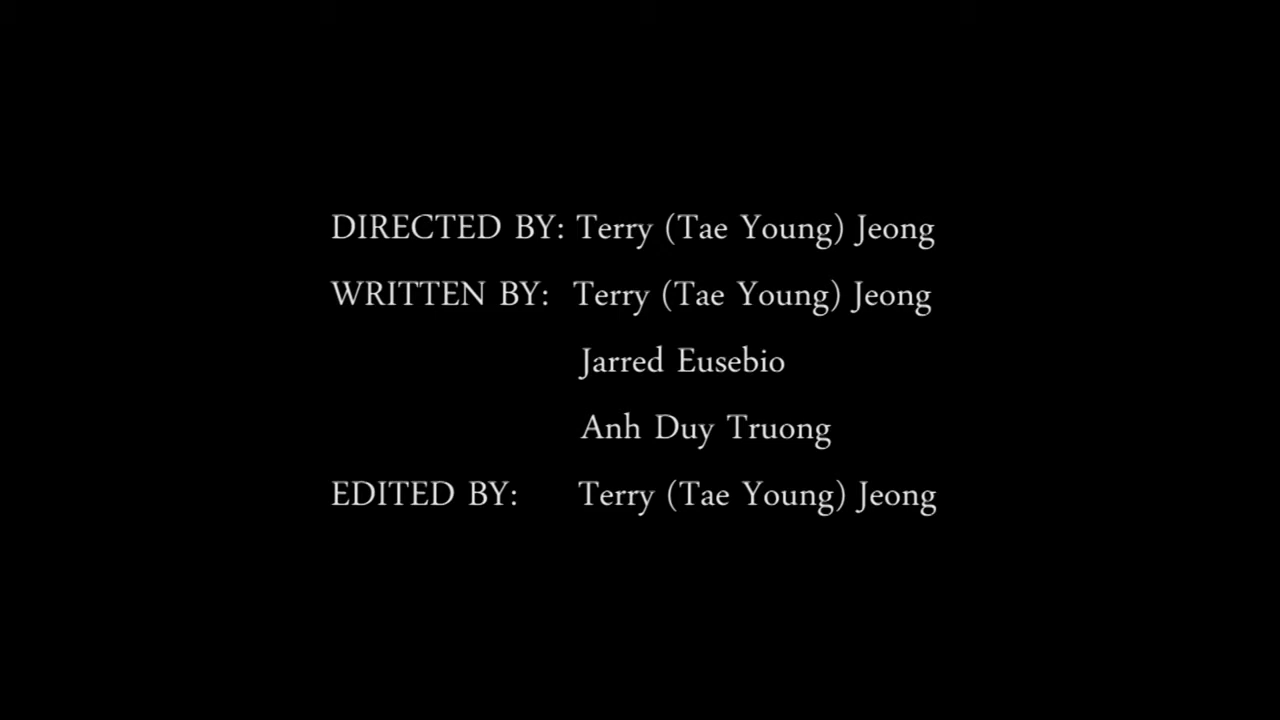 DIRECTED BY: Terry (Tae Young) Jeong
WRITTEN BY: Terry (Tae Young) Jeong
Jarred Eusebio
Anh Duy Truong
EDITED BY: Terry (Tae Young) Jeong